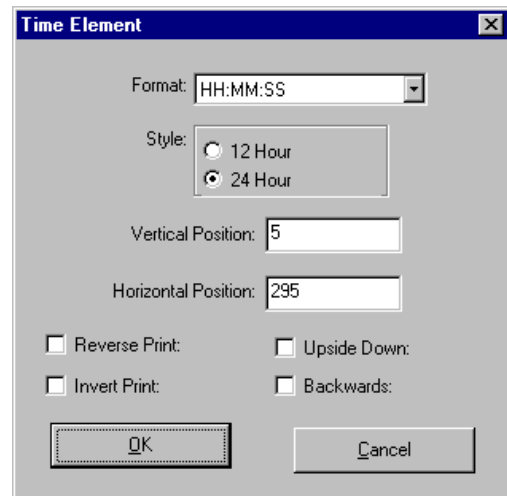 Time Element
Format: HH:MM:SS
Style:
12 Hour
24 Hour
Vertical Position: 5
Horizontal Position: 295
Reverse Print: Upside Down:
Invert Print: Backwards:
OK Cancel